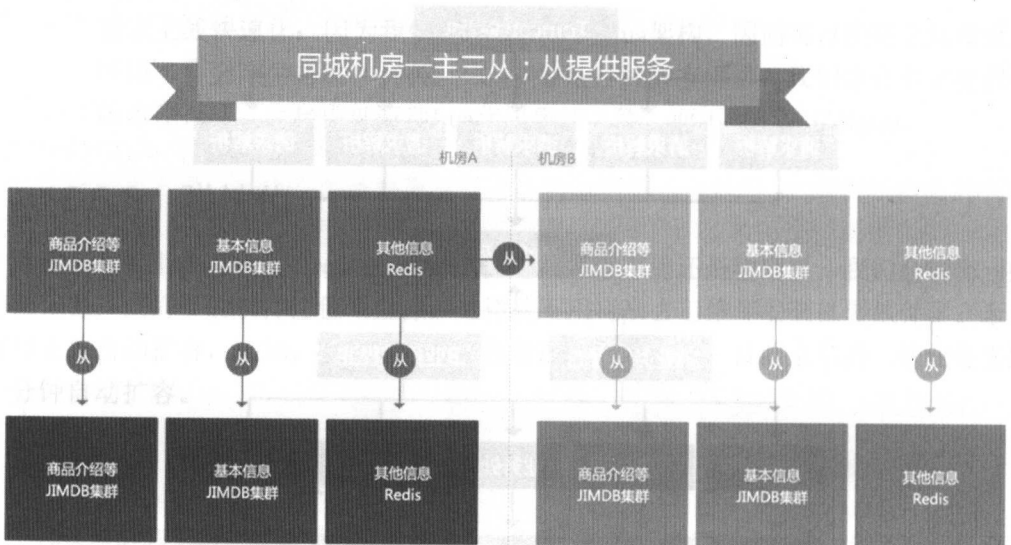 同城机房一主三从；从提供服务
机房A
机房B
商品介绍等
JIMDB集群
基本信息
JIMDB集群
其他信息
Redis
从
商品介绍等
JIMDB集群
基本信息
JIMDB集群
其他信息
Redis
从
从
从
从
从
从
商品介绍等
JIMDB集群
基本信息
JIMDB集群
其他信息
Redis
商品介绍等
JIMDB集群
基本信息
JIMDB集群
其他信息
Redis